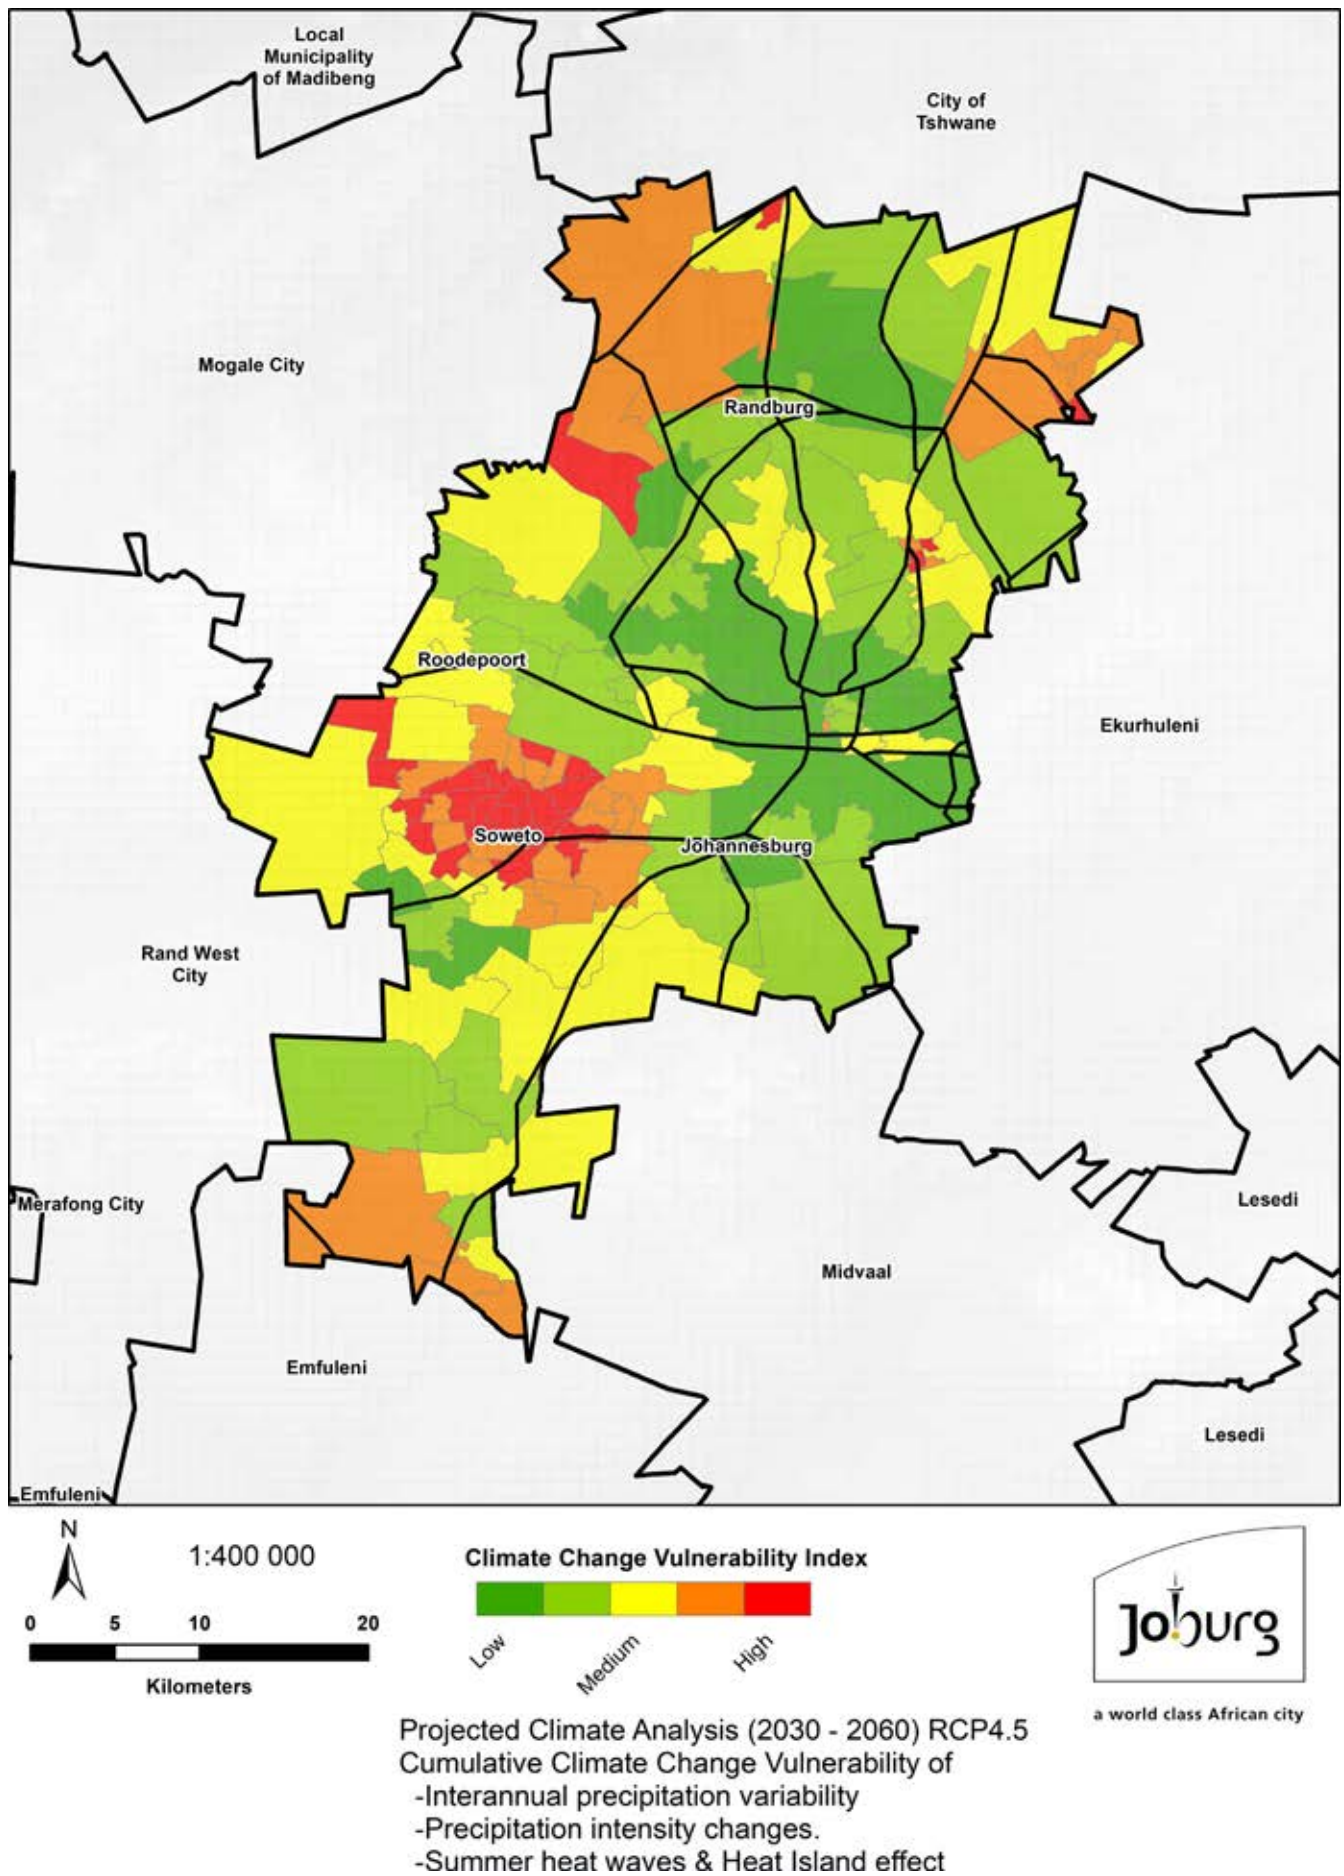 Local
Municipality
of Madibeng
City of
Tshwane
Mogale City
Randburg
Roodepoort
Ekurhuleni
Soweto
Johannesburg
Rand West
City
Merafong City
Lesedi
Midvaal
Emfuleni
Lesedi
Emfuleni
N
1:400 000
0 5 10 20
Kilometers
Climate Change Vulnerability Index
Low
Medium
High
Joburg
a world class African city
Projected Climate Analysis (2030 - 2060) RCP4.5
Cumulative Climate Change Vulnerability of
-Interannual precipitation variability
-Precipitation intensity changes.
-Summer heat waves & Heat Island effect